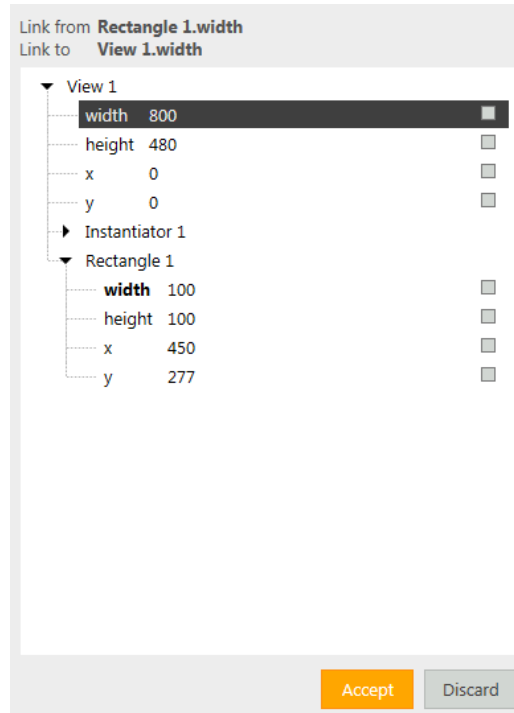 Link from Rectangle 1.width
Link to View 1.width
View 1
width 800
height 480
x 0
y 0
Instantiator 1
Rectangle 1
width 100
height 100
x 450
y 277
Accept Discard